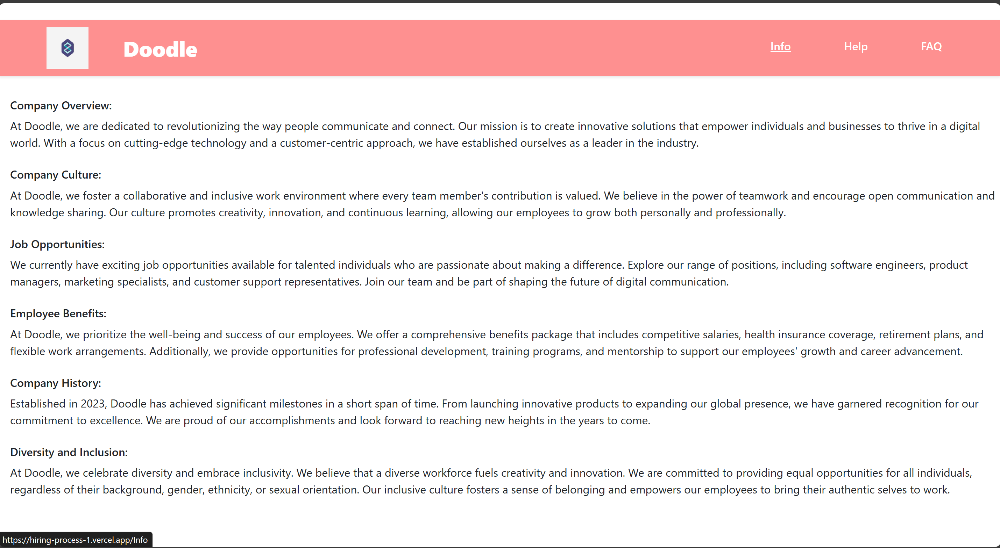 Doodle
Info
Help
FAQ
Company Overview:
At Doodle, we are dedicated to revolutionizing the way people communicate and connect. Our mission is to create innovative solutions that empower individuals and businesses to thrive in a digital
world. With a focus on cutting-edge technology and a customer-centric approach, we have established ourselves as a leader in the industry.
Company Culture:
At Doodle, we foster a collaborative and inclusive work environment where every team member's contribution is valued. We believe in the power of teamwork and encourage open communication and
knowledge sharing. Our culture promotes creativity, innovation, and continuous learning, allowing our employees to grow both personally and professionally.
Job Opportunities:
We currently have exciting job opportunities available for talented individuals who are passionate about making a difference. Explore our range of positions, including software engineers, product
managers, marketing specialists, and customer support representatives. Join our team and be part of shaping the future of digital communication.
Employee Benefits:
At Doodle, we prioritize the well-being and success of our employees. We offer a comprehensive benefits package that includes competitive salaries, health insurance coverage, retirement plans, and
flexible work arrangements. Additionally, we provide opportunities for professional development, training programs, and mentorship to support our employees' growth and career advancement.
Company History:
Established in 2023, Doodle has achieved significant milestones in a short span of time. From launching innovative products to expanding our global presence, we have garnered recognition for our
commitment to excellence. We are proud of our accomplishments and look forward to reaching new heights in the years to come.
Diversity and Inclusion:
At Doodle, we celebrate diversity and embrace inclusivity. We believe that a diverse workforce fuels creativity and innovation. We are committed to providing equal opportunities for all individuals,
regardless of their background, gender, ethnicity, or sexual orientation. Our inclusive culture fosters a sense of belonging and empowers our employees to bring their authentic selves to work.
https://hiring-process-1.vercel.app/Info